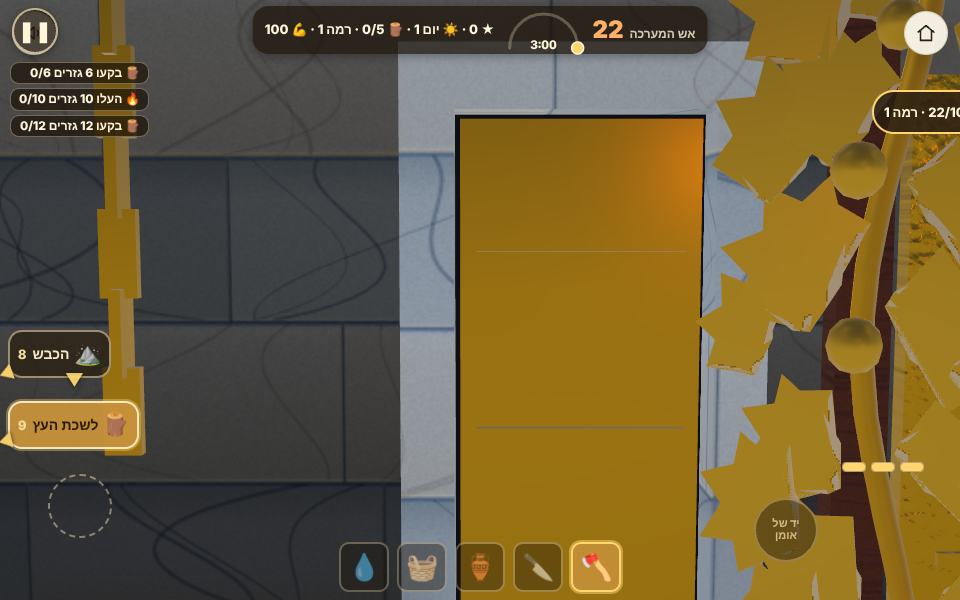 100 💪 · רמה 1 · 🪵 0/5 · יום 1 ☀️ · 0 ★
3:00
אש המערכה 22
🪵 בקעו 6 גזרים 0/6
🔥 העלו 10 גזרים 0/10
🪵 בקעו 12 גזרים 0/12
22/10 · רמה 1
הכבש 8
לשכת העץ 9
יד של
אומן